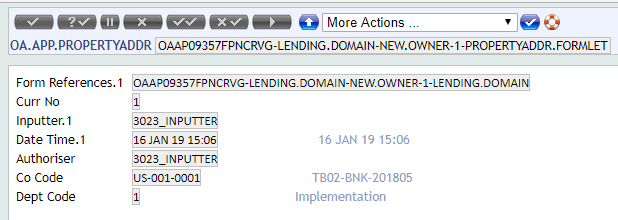 More Actions ...
OA.APP.PROPERTYADDR OAAP09357FPNCRVG-LENDING.DOMAIN-NEW.OWNER-1-PROPERTYADDR.FORMLET
Form References.1 OAAP09357FPNCRVG-LENDING.DOMAIN-NEW.OWNER-1-LENDING.DOMAIN
Curr No 1
Inputter.1 3023_INPUTTER
Date Time.1 16 JAN 19 15:06 16 JAN 19 15:06
Authoriser 3023_INPUTTER
Co Code US-001-0001 TB02-BNK-201805
Dept Code 1 Implementation